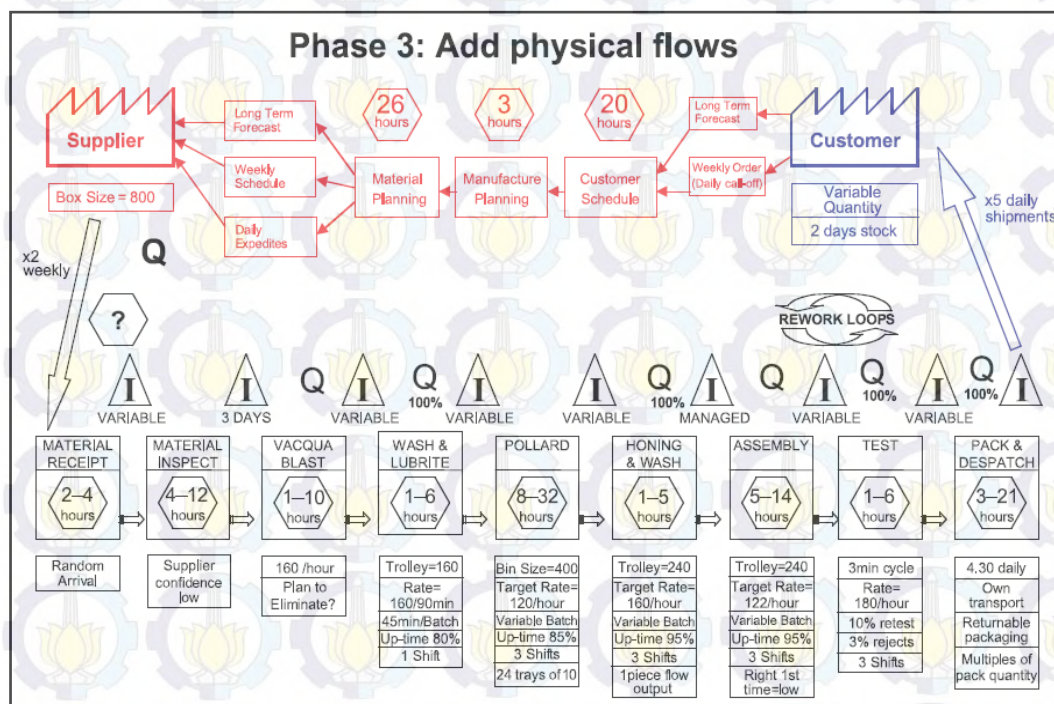 Phase 3: Add physical flows
Supplier
Box Size = 800
Long Term
Forecast
Weekly
Schedule
Daily
Expedites
26
hours
3
hours
20
hours
Material
Planning
Manufacture
Planning
Customer
Schedule
Long Term
Forecast
Weekly Order
(Daily call-off)
Customer
Variable
Quantity
2 days stock
x5 daily
shipments
x2
weekly
Q
?
REWORK LOOPS
I
VARIABLE
I
3 DAYS
Q
I
VARIABLE
Q
100%
I
VARIABLE
I
VARIABLE
Q
100%
I
MANAGED
Q
I
VARIABLE
Q
100%
I
VARIABLE
Q
100%
I
MATERIAL
RECEIPT
2–4
hours
MATERIAL
INSPECT
4–12
hours
VACQUA
BLAST
1–10
hours
WASH &
LUBRITE
1–6
hours
POLLARD
8–32
hours
HONING
& WASH
1–5
hours
ASSEMBLY
5–14
hours
TEST
1–6
hours
PACK &
DESPATCH
3–21
hours
Random
Arrival
Supplier
confidence
low
160 /hour
Plan to
Eliminate?
Trolley=160
Rate=
160/90min
45min/Batch
Up-time 80%
1 Shift
Bin Size=400
Target Rate=
120/hour
Variable Batch
Up-time 85%
3 Shifts
24 trays of 10
Trolley=240
Target Rate=
160/hour
Variable Batch
Up-time 95%
3 Shifts
1piece flow
output
Trolley=240
Target Rate=
122/hour
Variable Batch
Up-time 95%
3 Shifts
Right 1st
time=low
3min cycle
Rate=
180/hour
10% retest
3% rejects
3 Shifts
4.30 daily
Own
transport
Returnable
packaging
Multiples of
pack quantity